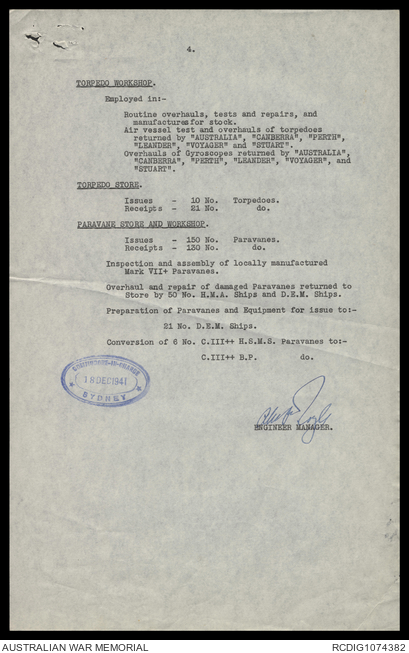 4.
TORPEDO WORKSHOP.
Employed in:-
Routine overhauls, tests and repairs, and
manufactures for stock.
Air vessel test and overhauls of torpedoes
returned by "AUSTRALIA", "CANBERRA", "PERTH",
"LEANDER", "VOYAGER" and "STUART".
Overhauls of Gyroscopes returned by "AUSTRALIA",
"CANBERRA", "PERTH", "LEANDER", "VOYAGER", and
"STUART".
TORPEDO STORE.
Issues - 10 No. Torpedoes.
Receipts - 21 No. do.
PARAVANE STORE AND WORKSHOP.
Issues - 150 No. Paravanes.
Receipts - 130 No. do.
Inspection and assembly of locally manufactured
Mark VII+ Paravanes.
Overhaul and repair of damaged Paravanes returned to
Store by 50 No. H.M.A. Ships and D.E.M. Ships.
Preparation of Paravanes and Equipment for issue to:-
21 No. D.E.M. Ships.
Conversion of 6 No. C.III++ H.S.M.S. Paravanes to:-
C.III++ B.P. do.
18 DEC 1941
SYDNEY
ENGINEER MANAGER.
AUSTRALIAN WAR MEMORIAL
RCDIG1074382